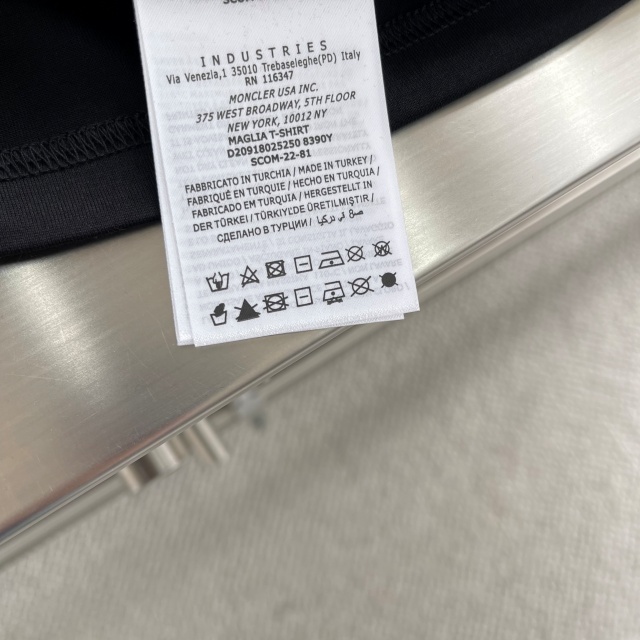 INDUSTRIES
Via Venezia,1 35010 Trebaseleghe(PD) Italy
RN 116347
MONCLER USA INC.
375 WEST BROADWAY, 5TH FLOOR
NEW YORK, 10012 NY
MAGLIA T-SHIRT
D20918025250 8390Y
SCOM-22-81
FABBRICATO IN TURCHIA / MADE IN TURKEY /
FABRIQUÉ EN TURQUIE / HECHO EN TURQUIA /
FABRICADO EM TURQUIA / HERGESTELLT IN
DER TÜRKEI / TÜRKIYL'DE ÜRETILMIŞTIR /
СДЕЛАНО В ТУРЦИИ /